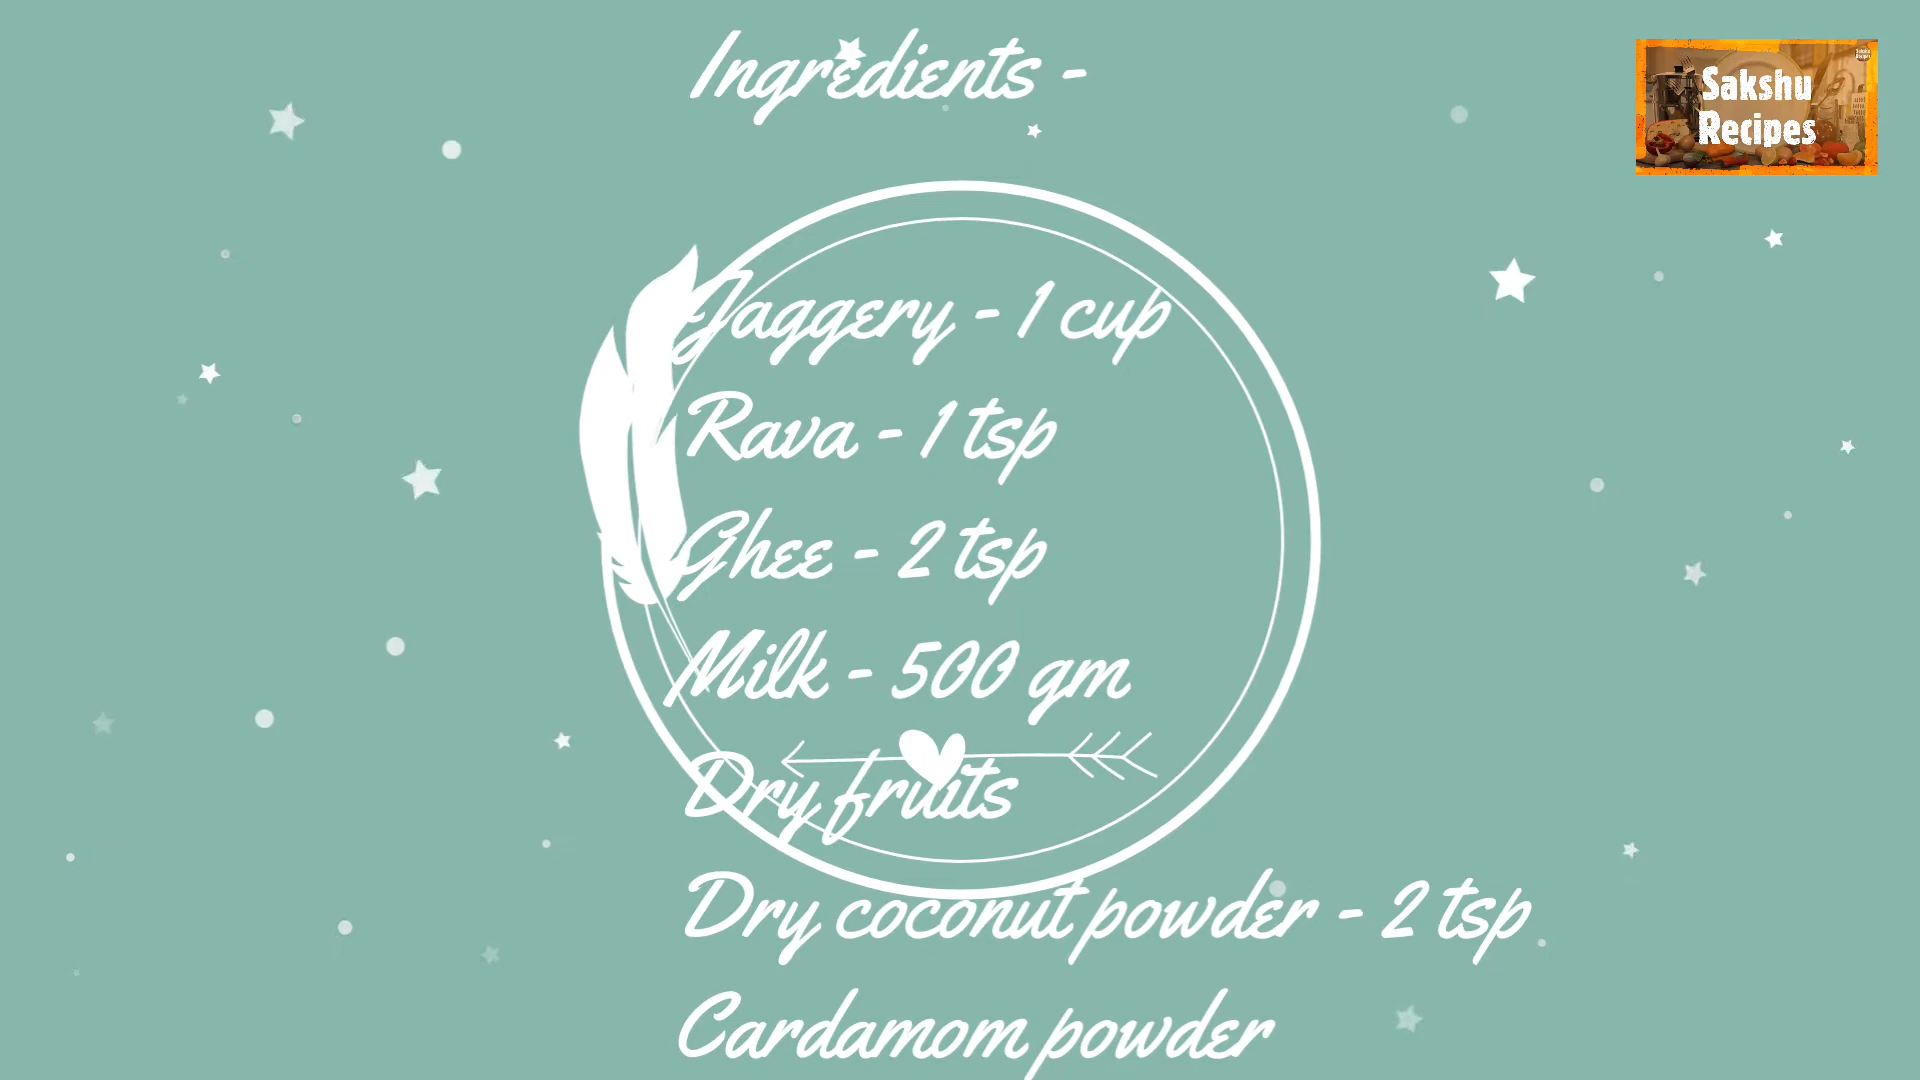 Ingredients -
Sakshu
Recipes
Jaggery - 1 cup
Rava - 1 tsp
Ghee - 2 tsp
Milk - 500 gm
Dry fruits
Dry coconut powder - 2 tsp
Cardamom powder